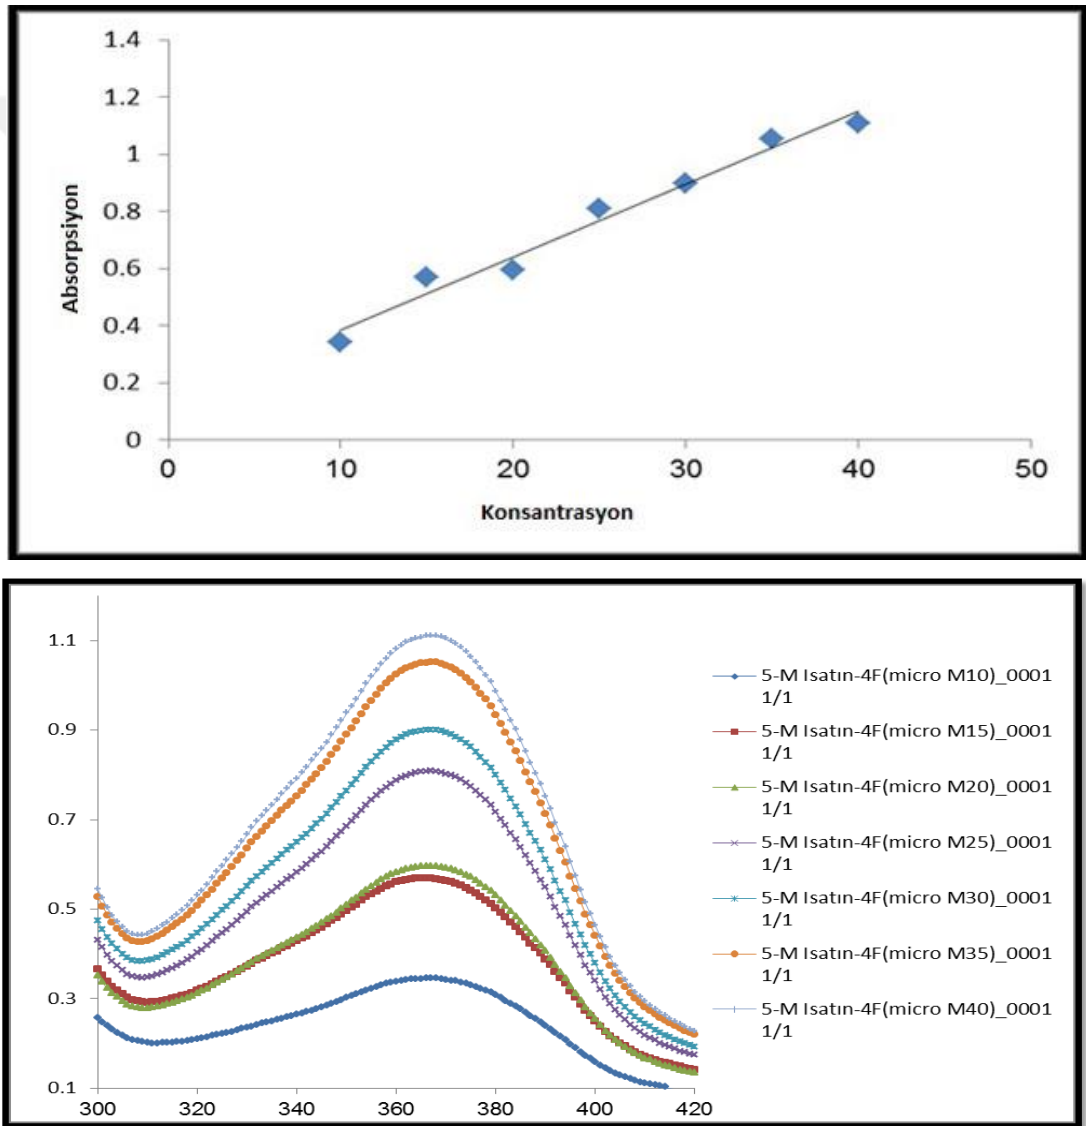 1.4
1.2
1
0.8
0.6
0.4
0.2
0
Absorpsiyon
0 10 20 30 40 50
Konsantrasyon
1.1
0.9
0.7
0.5
0.3
0.1
300 320 340 360 380 400 420
5-M Isatın-4F(micro M10)_0001
1/1
5-M Isatın-4F(micro M15)_0001
1/1
5-M Isatın-4F(micro M20)_0001
1/1
5-M Isatın-4F(micro M25)_0001
1/1
5-M Isatın-4F(micro M30)_0001
1/1
5-M Isatın-4F(micro M35)_0001
1/1
5-M Isatın-4F(micro M40)_0001
1/1